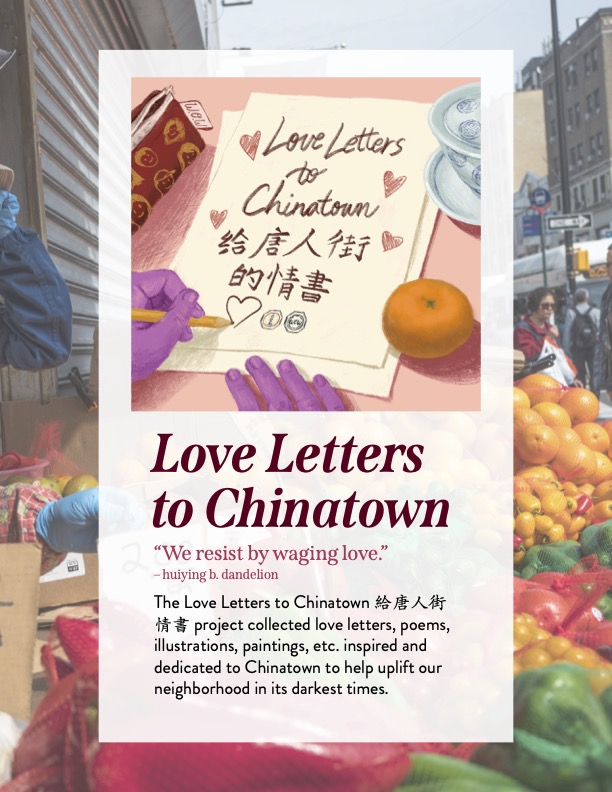 WOW
Love Letters
to
Chinatown
給唐人街
的情書
Love Letters
to Chinatown
“We resist by waging love.”
– huiying b. dandelion
The Love Letters to Chinatown 給唐人街
情書 project collected love letters, poems,
illustrations, paintings, etc. inspired and
dedicated to Chinatown to help uplift our
neighborhood in its darkest times.